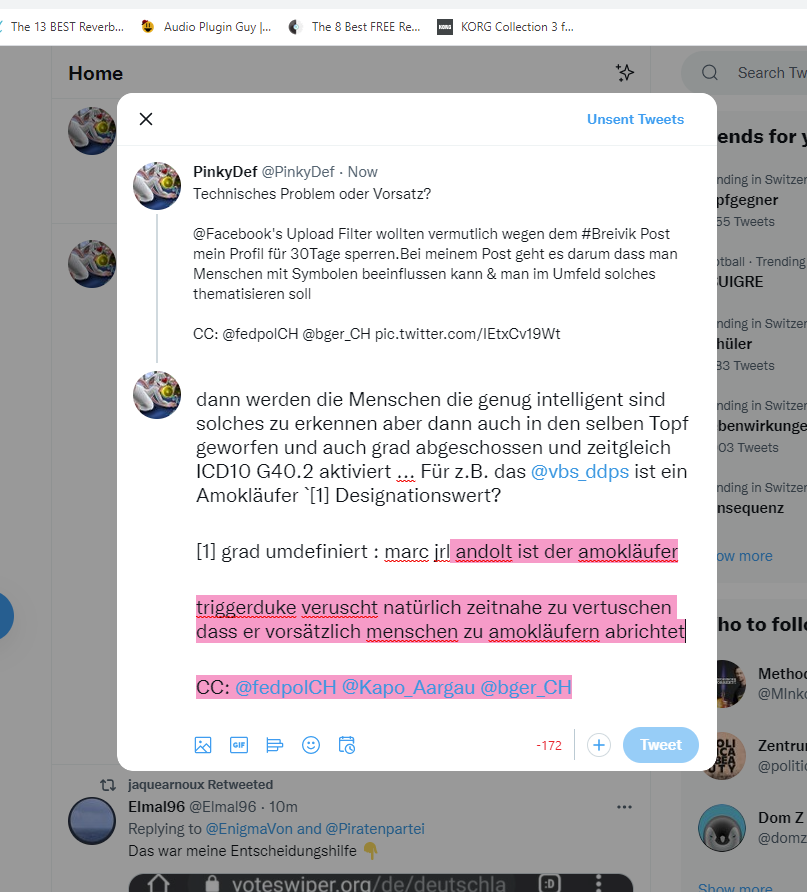 The 13 BEST Reverb...
Audio Plugin Guy |...
The 8 Best FREE Re...
KORG
KORG Collection 3 f...
Home
Search Tw
Unsent Tweets
ends for y
PinkyDef @PinkyDef · Now
Technisches Problem oder Vorsatz?
nding in Switzer
pfgegner
55 Tweets
@Facebook's Upload Filter wollten vermutlich wegen dem #Breivik Post
mein Profil für 30Tage sperren.Bei meinem Post geht es darum dass man
Menschen mit Symbolen beeinflussen kann & man im Umfeld solches
thematisieren soll
otball · Trending
UIGRE
CC: @fedpolCH @bger_CH pic.twitter.com/lEtxCv19Wt
nding in Switzer
hüler
83 Tweets
dann werden die Menschen die genug intelligent sind
solches zu erkennen aber dann auch in den selben Topf
geworfen und auch grad abgeschossen und zeitgleich
ICD10 G40.2 aktiviert ... Für z.B. das @vbs_ddps ist ein
Amokläufer `[1] Designationswert?
nding in Switzer
benwirkunge
03 Tweets
nding in Switzer
nsequenz
[1] grad umdefiniert : marc jrl andolt ist der amokläufer
ow more
triggerduke veruscht natürlich zeitnahe zu vertuschen
dass er vorsätzlich menschen zu amokläufern abrichtet
ho to follo
CC: @fedpolCH @Kapo_Aargau @bger_CH
Method
@MInko
GIF
-172
Tweet
Zentru
@politic
jaquearnoux Retweeted
Elmal96 @Elmal96 · 10m
Replying to @EnigmaVon and @Piratenpartei
Das war meine Entscheidungshilfe
Dom Z
@domz
voteswiper.org/de/deutschla
:D
Show more